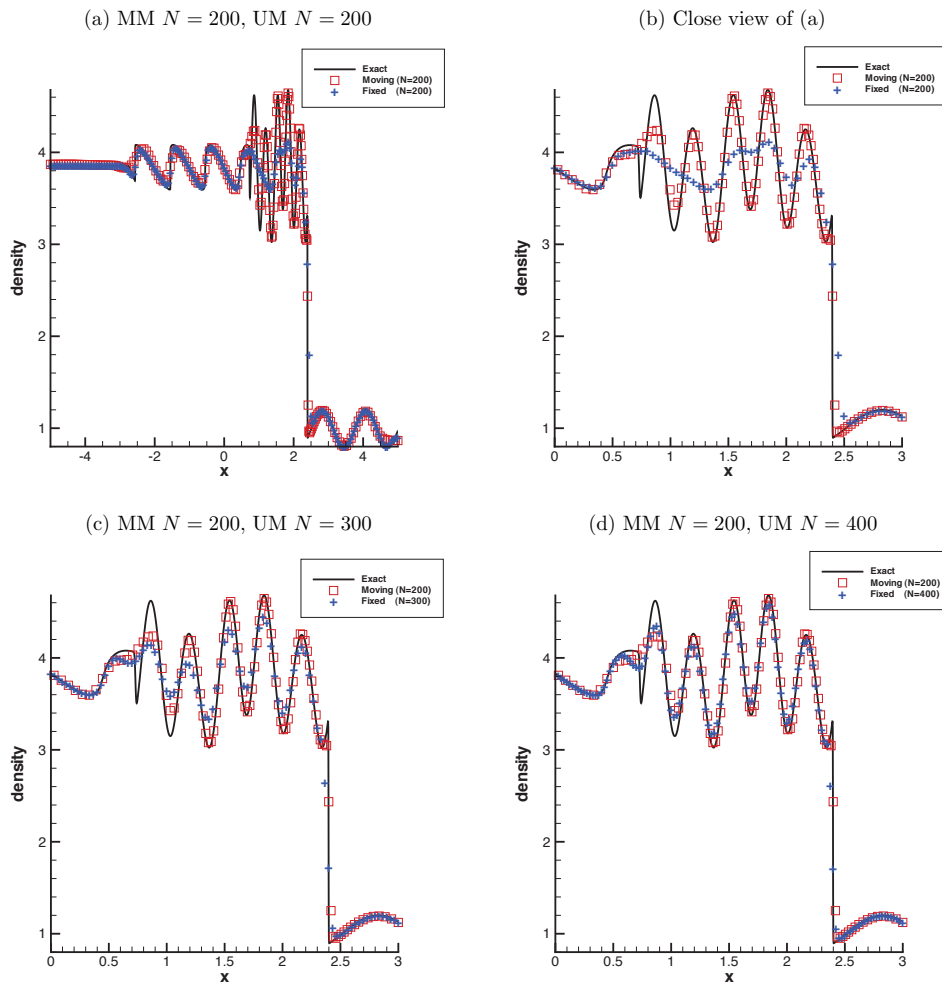 (a) MM N = 200, UM N = 200
Exact
Moving (N=200)
Fixed (N=200)
density
4
3
2
1
-4
-2
0
2
4
x
(b) Close view of (a)
Exact
Moving (N=200)
Fixed (N=200)
density
4
3
2
1
0
0.5
1
1.5
2
2.5
3
x
(c) MM N = 200, UM N = 300
Exact
Moving (N=200)
Fixed (N=300)
density
4
3
2
1
0
0.5
1
1.5
2
2.5
3
x
(d) MM N = 200, UM N = 400
Exact
Moving (N=200)
Fixed (N=400)
density
4
3
2
1
0
0.5
1
1.5
2
2.5
3
x